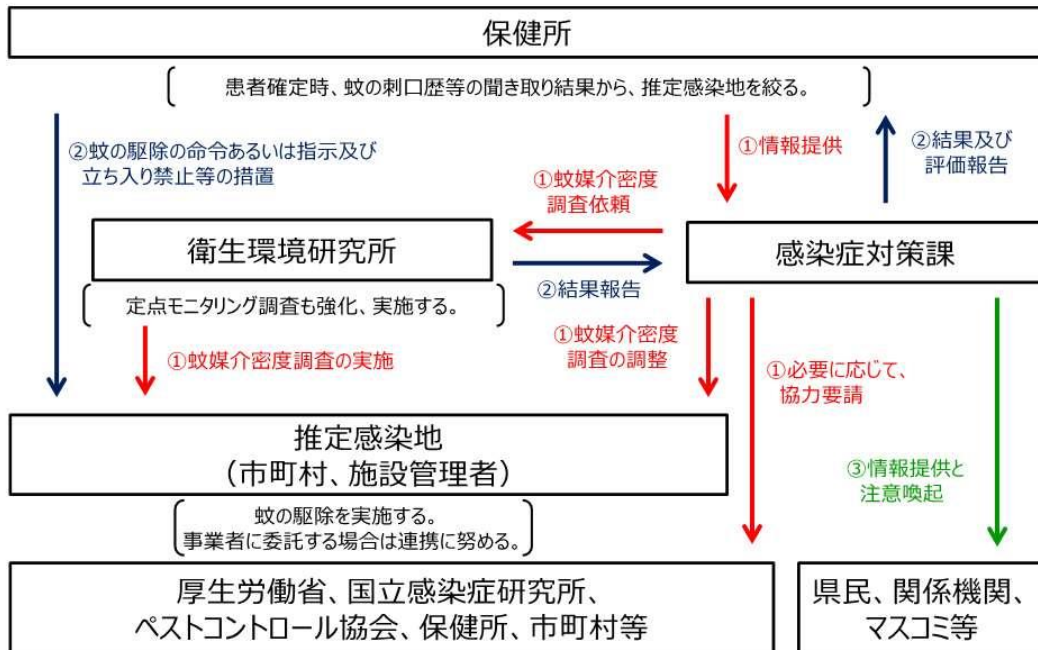 保健所
患者確定時、蚊の刺口歴等の聞き取り結果から、推定感染地を絞る。
②蚊の駆除の命令あるいは指示及び
立ち入り禁止等の措置
①情報提供
②結果及び
評価報告
①蚊媒介密度
調査依頼
衛生環境研究所
感染症対策課
②結果報告
定点モニタリング調査も強化、実施する。
①蚊媒介密度調査の実施
①蚊媒介密度
調査の調整
①必要に応じて、
協力要請
推定感染地
(市町村、施設管理者)
③情報提供と
注意喚起
蚊の駆除を実施する。
事業者に委託する場合は連携に努める。
厚生労働省、国立感染症研究所、
ペストコントロール協会、保健所、市町村等
県民、関係機関、
マスコミ等